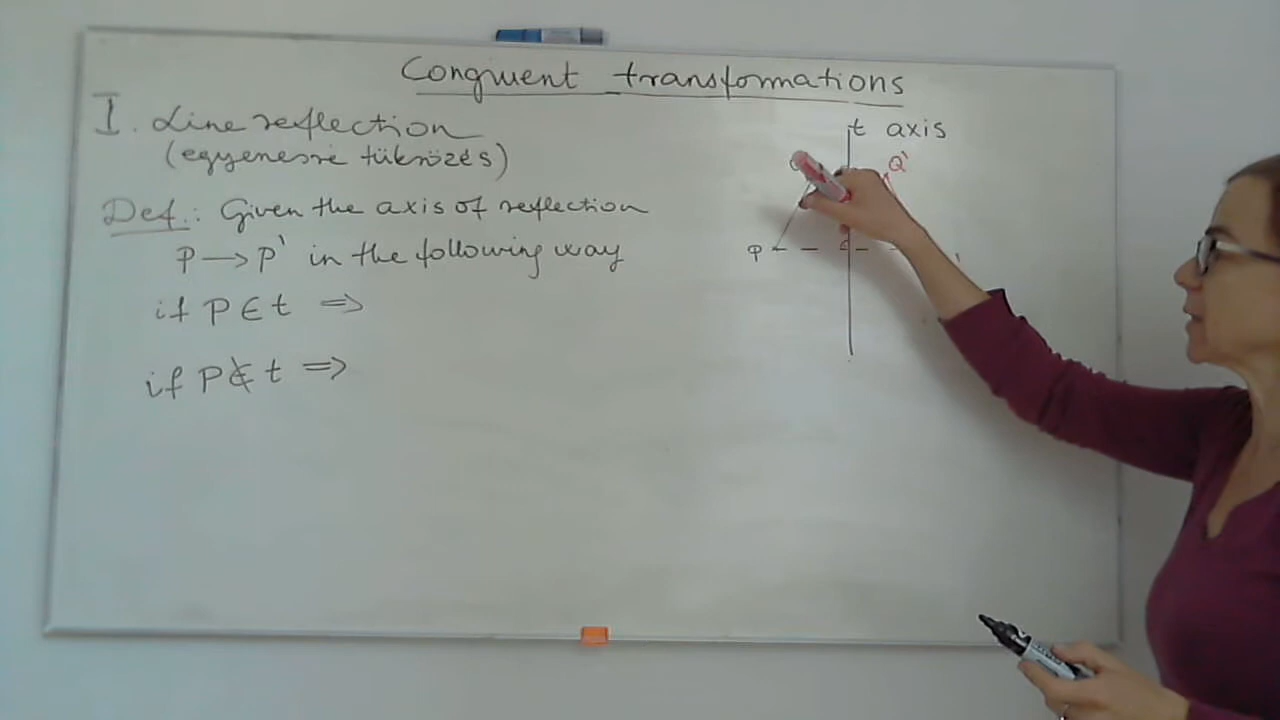 Congruent transformations
I. Line reflection
(egyenesre tükrözés)
Def.: Given the axis of reflection
P → P' in the following way
if P ∈ t ⇒
if P ∉ t ⇒
t axis
Q'
P